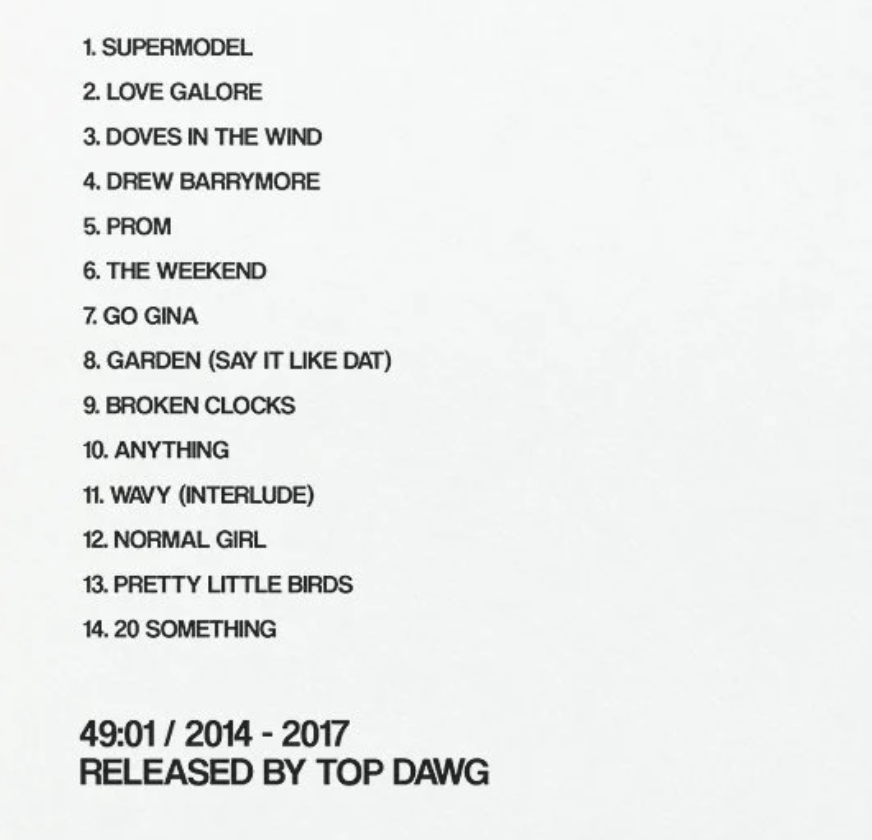 1. SUPERMODEL
2. LOVE GALORE
3. DOVES IN THE WIND
4. DREW BARRYMORE
5. PROM
6. THE WEEKEND
7. GO GINA
8. GARDEN (SAY IT LIKE DAT)
9. BROKEN CLOCKS
10. ANYTHING
11. WAVY (INTERLUDE)
12. NORMAL GIRL
13. PRETTY LITTLE BIRDS
14. 20 SOMETHING
49:01 / 2014 - 2017
RELEASED BY TOP DAWG